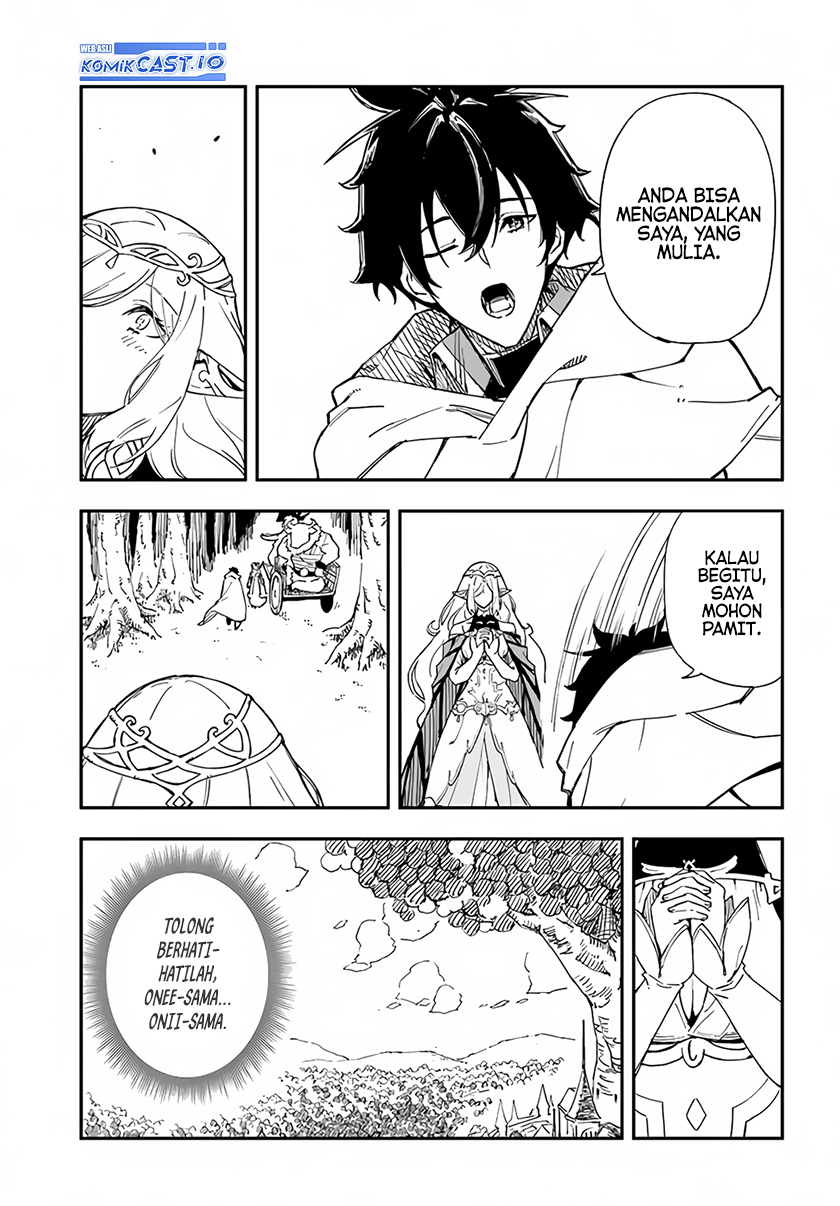 WEB ASLI
KOMIKCAST.IO
ANDA BISA
MENGANDALKAN
SAYA, YANG
MULIA.
KALAU
BEGITU,
SAYA
MOHON
PAMIT.
TOLONG
BERHATI-
HATILAH,
ONEE-SAMA...
ONII-SAMA.